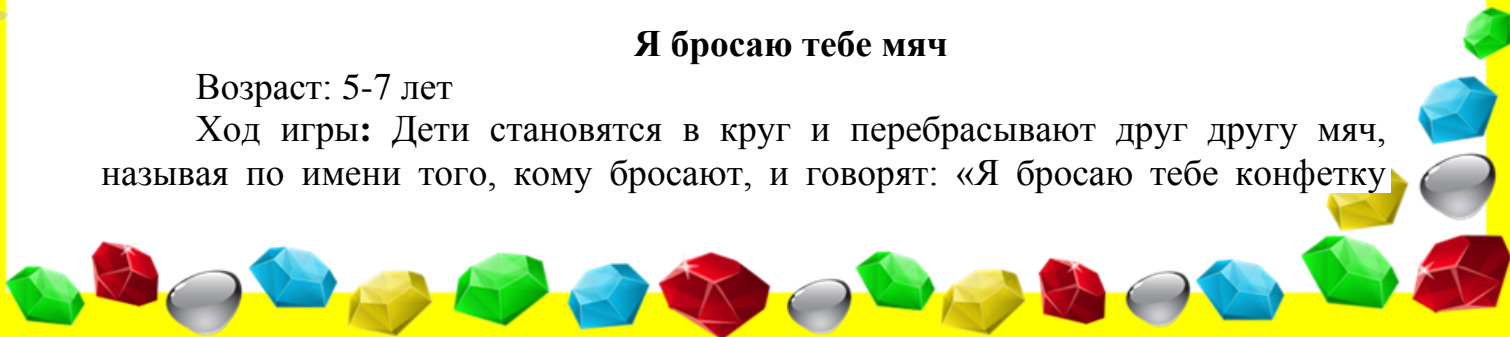 Я бросаю тебе мяч
Возраст: 5-7 лет
Ход игры: Дети становятся в круг и перебрасывают друг другу мяч,
называя по имени того, кому бросают, и говорят: «Я бросаю тебе конфетку